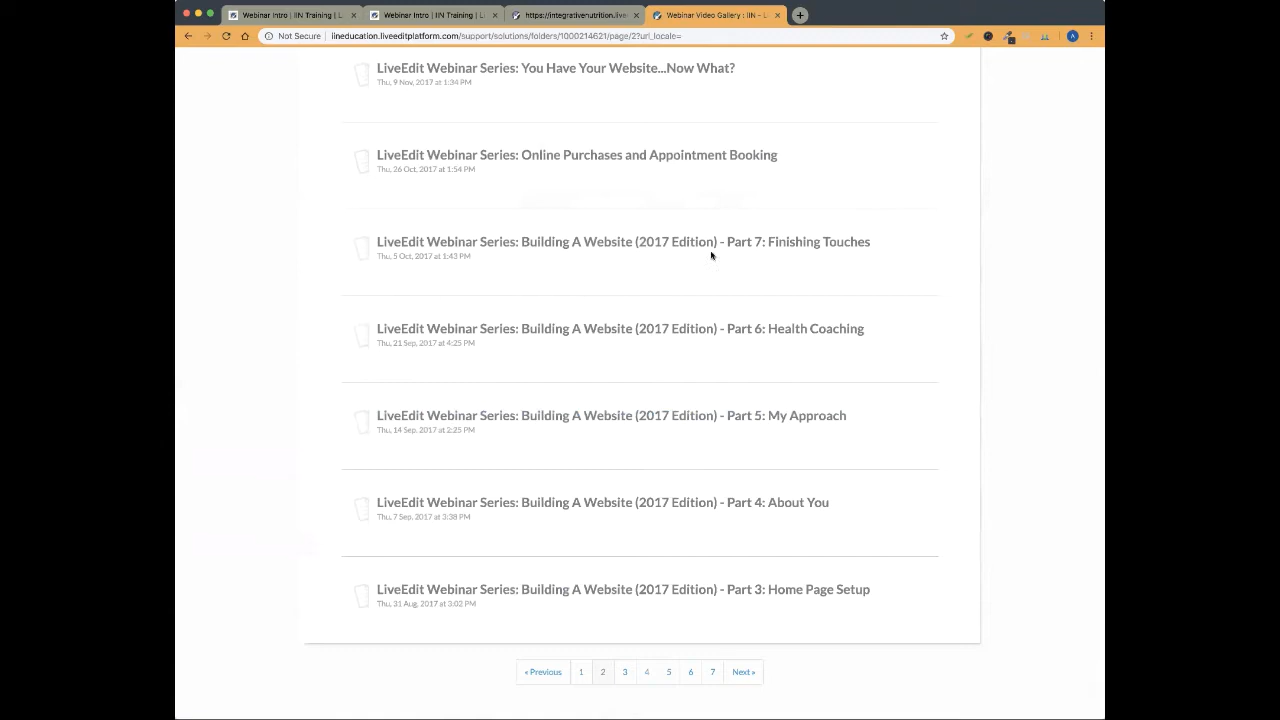 Webinar Intro | IIN Training | L
Webinar Intro | IIN Training | L
https://integrativenutrition.live
Webinar Video Gallery : IIN - L
Not Secure
iineducation.liveeditplatform.com/support/solutions/folders/1000214621/page/2?url_locale=
A
LiveEdit Webinar Series: You Have Your Website...Now What?
Thu, 9 Nov, 2017 at 1:34 PM
LiveEdit Webinar Series: Online Purchases and Appointment Booking
Thu, 26 Oct, 2017 at 1:54 PM
LiveEdit Webinar Series: Building A Website (2017 Edition) - Part 7: Finishing Touches
Thu, 5 Oct, 2017 at 1:43 PM
LiveEdit Webinar Series: Building A Website (2017 Edition) - Part 6: Health Coaching
Thu, 21 Sep, 2017 at 4:25 PM
LiveEdit Webinar Series: Building A Website (2017 Edition) - Part 5: My Approach
Thu, 14 Sep, 2017 at 2:25 PM
LiveEdit Webinar Series: Building A Website (2017 Edition) - Part 4: About You
Thu, 7 Sep, 2017 at 3:38 PM
LiveEdit Webinar Series: Building A Website (2017 Edition) - Part 3: Home Page Setup
Thu, 31 Aug, 2017 at 3:02 PM
« Previous 1 2 3 4 5 6 7 Next »